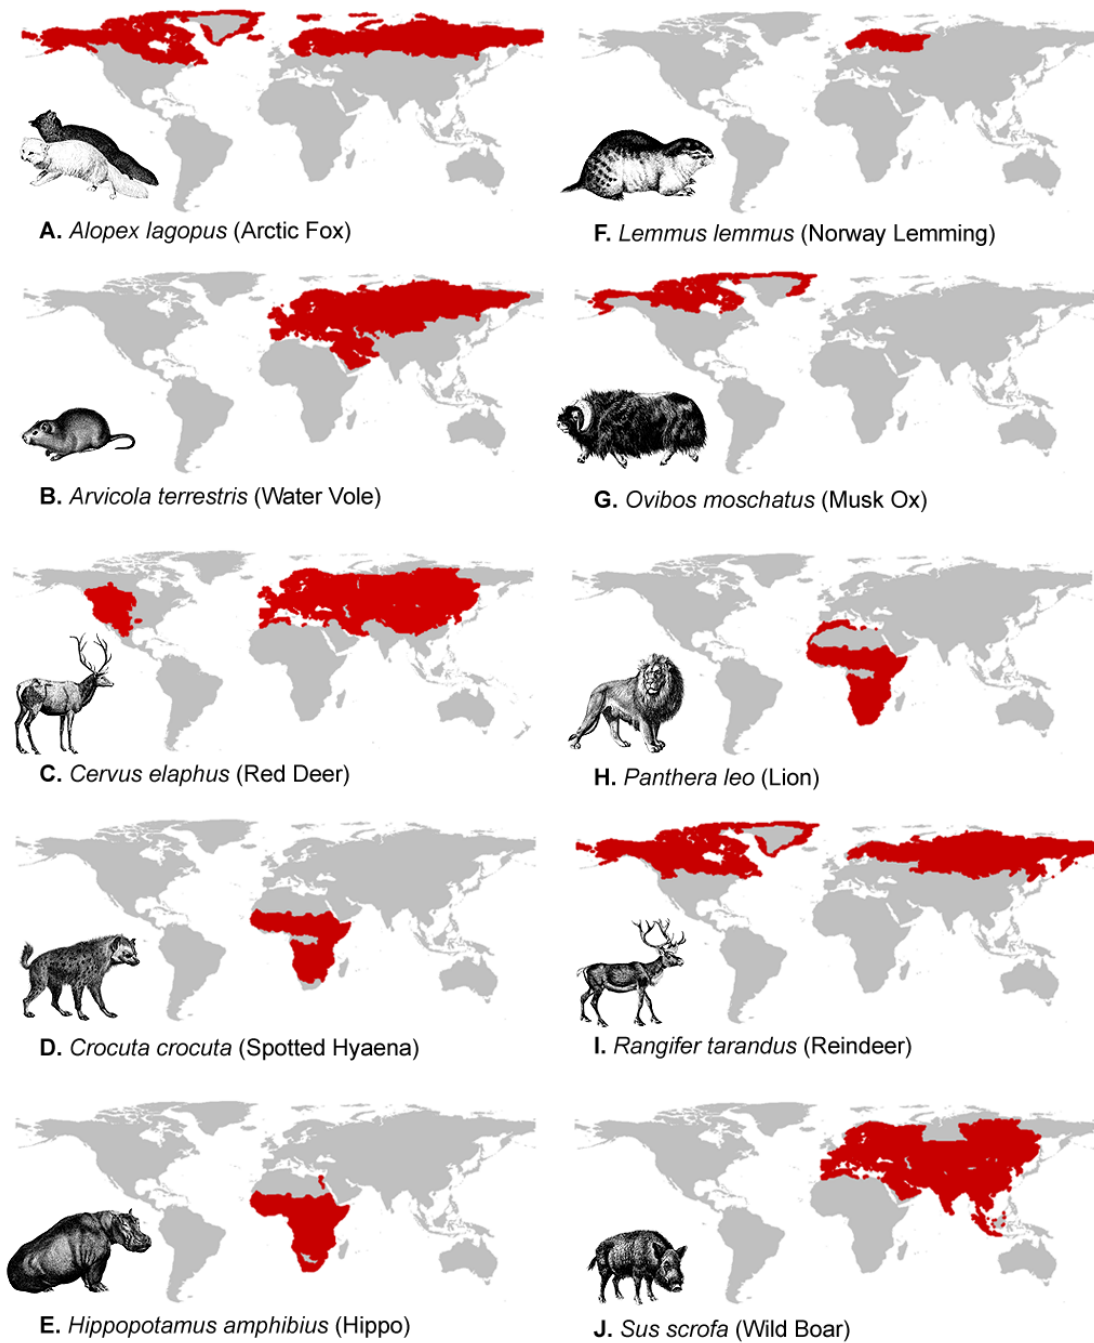 A. Alopex lagopus (Arctic Fox)
F. Lemmus lemmus (Norway Lemming)
B. Arvicola terrestris (Water Vole)
G. Ovibos moschatus (Musk Ox)
C. Cervus elaphus (Red Deer)
H. Panthera leo (Lion)
D. Crocuta crocuta (Spotted Hyaena)
I. Rangifer tarandus (Reindeer)
E. Hippopotamus amphibius (Hippo)
J. Sus scrofa (Wild Boar)